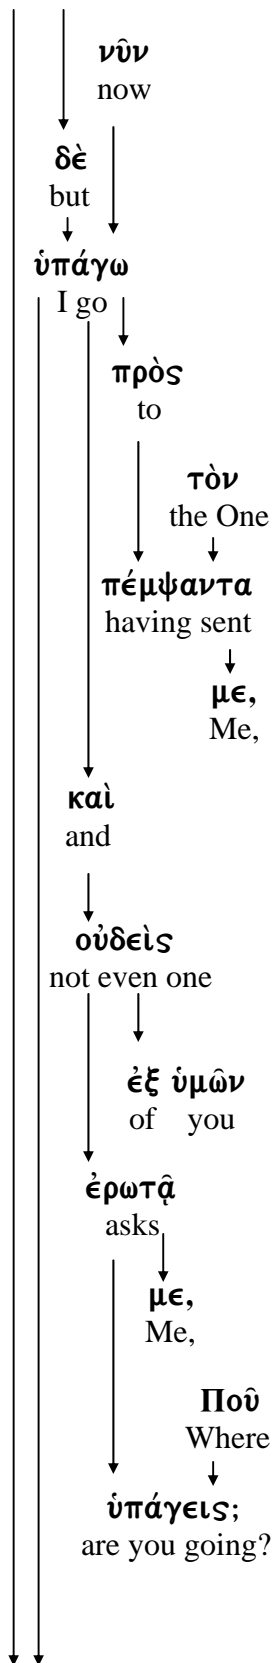 νῦν
now
δὲ
but
ὑπάγω
I go
πρὸς
to
τὸν
the One
πέμψαντα
having sent
με,
Me,
καὶ
and
οὐδεὶς
not even one
ἐξ ὑμῶν
of you
ἐρωτᾷ
asks
με,
Me,
Ποῦ
Where
ὑπάγεις;
are you going?